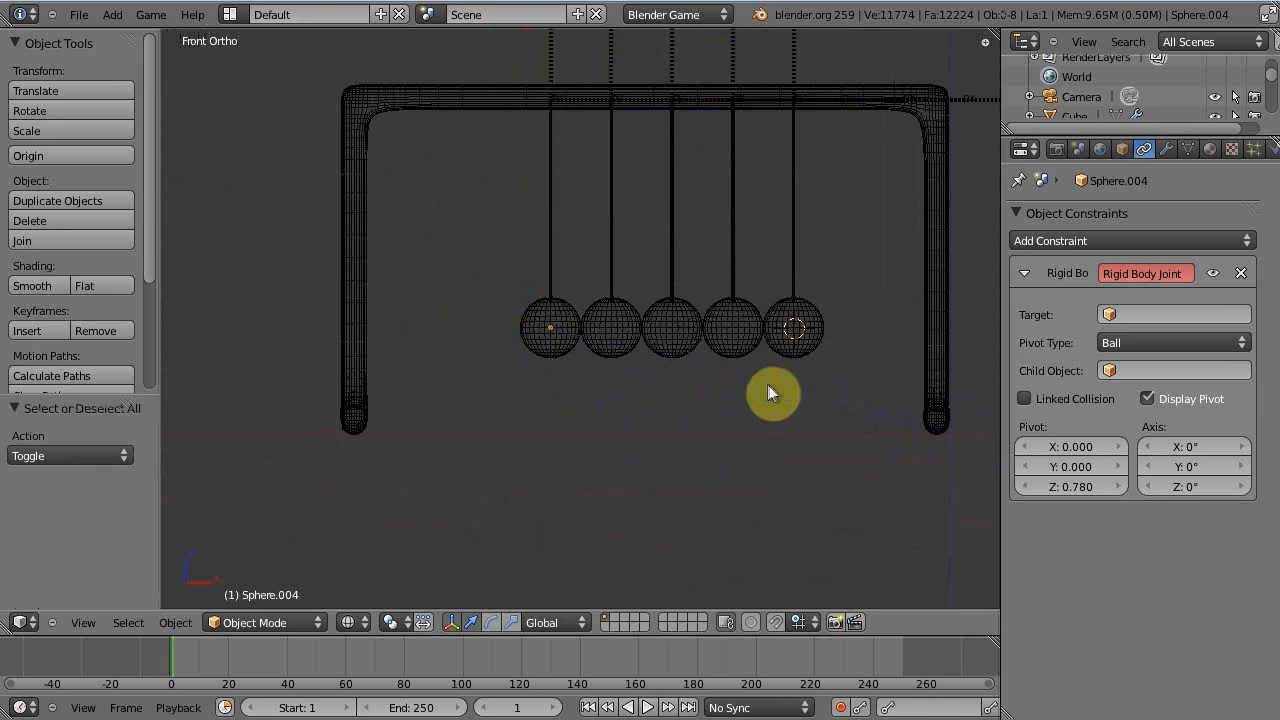 File Add Game Help Default Scene Blender Game blender.org 259 | Ve:11774 | Fa:12224 | Ob:0-8 | La:1 | Mem:9.69M (0.50M) | Sphere.004
Object Tools
Transform:
Translate
Rotate
Scale
Origin
Object:
Duplicate Objects
Delete
Join
Shading:
Smooth Flat
Keyframes:
Insert Remove
Motion Paths:
Calculate Paths
Select or Deselect All
Action
Toggle
Front Ortho
(1) Sphere.004
View Select Object Object Mode Global
-40 -20 0 20 40 60 80 100 120 140 160 180 200 220 240 260
View Frame Playback Start: 1 End: 250 1 No Sync
View Search All Scenes
RenderLayers
World
Camera
Cube
Sphere.004
Object Constraints
Add Constraint
Rigid Bo Rigid Body Joint
Target:
Pivot Type: Ball
Child Object:
Linked Collision Display Pivot
Pivot: Axis:
X: 0.000 X: 0°
Y: 0.000 Y: 0°
Z: 0.780 Z: 0°